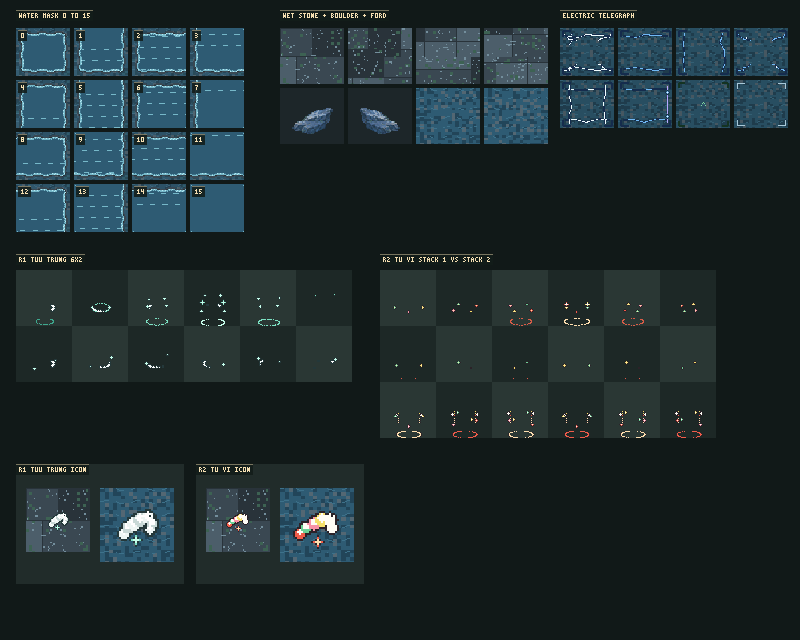 WATER MASK 0 TO 15
WET STONE + BOULDER + FORD
ELECTRIC TELEGRAPH
0 1 2 3
4 5 6 7
8 9 10 11
12 13 14 15
R1 TUU TRUNG 6X2
R2 TU VI STACK 1 VS STACK 2
R1 TUU TRUNG ICON
R2 TU VI ICON